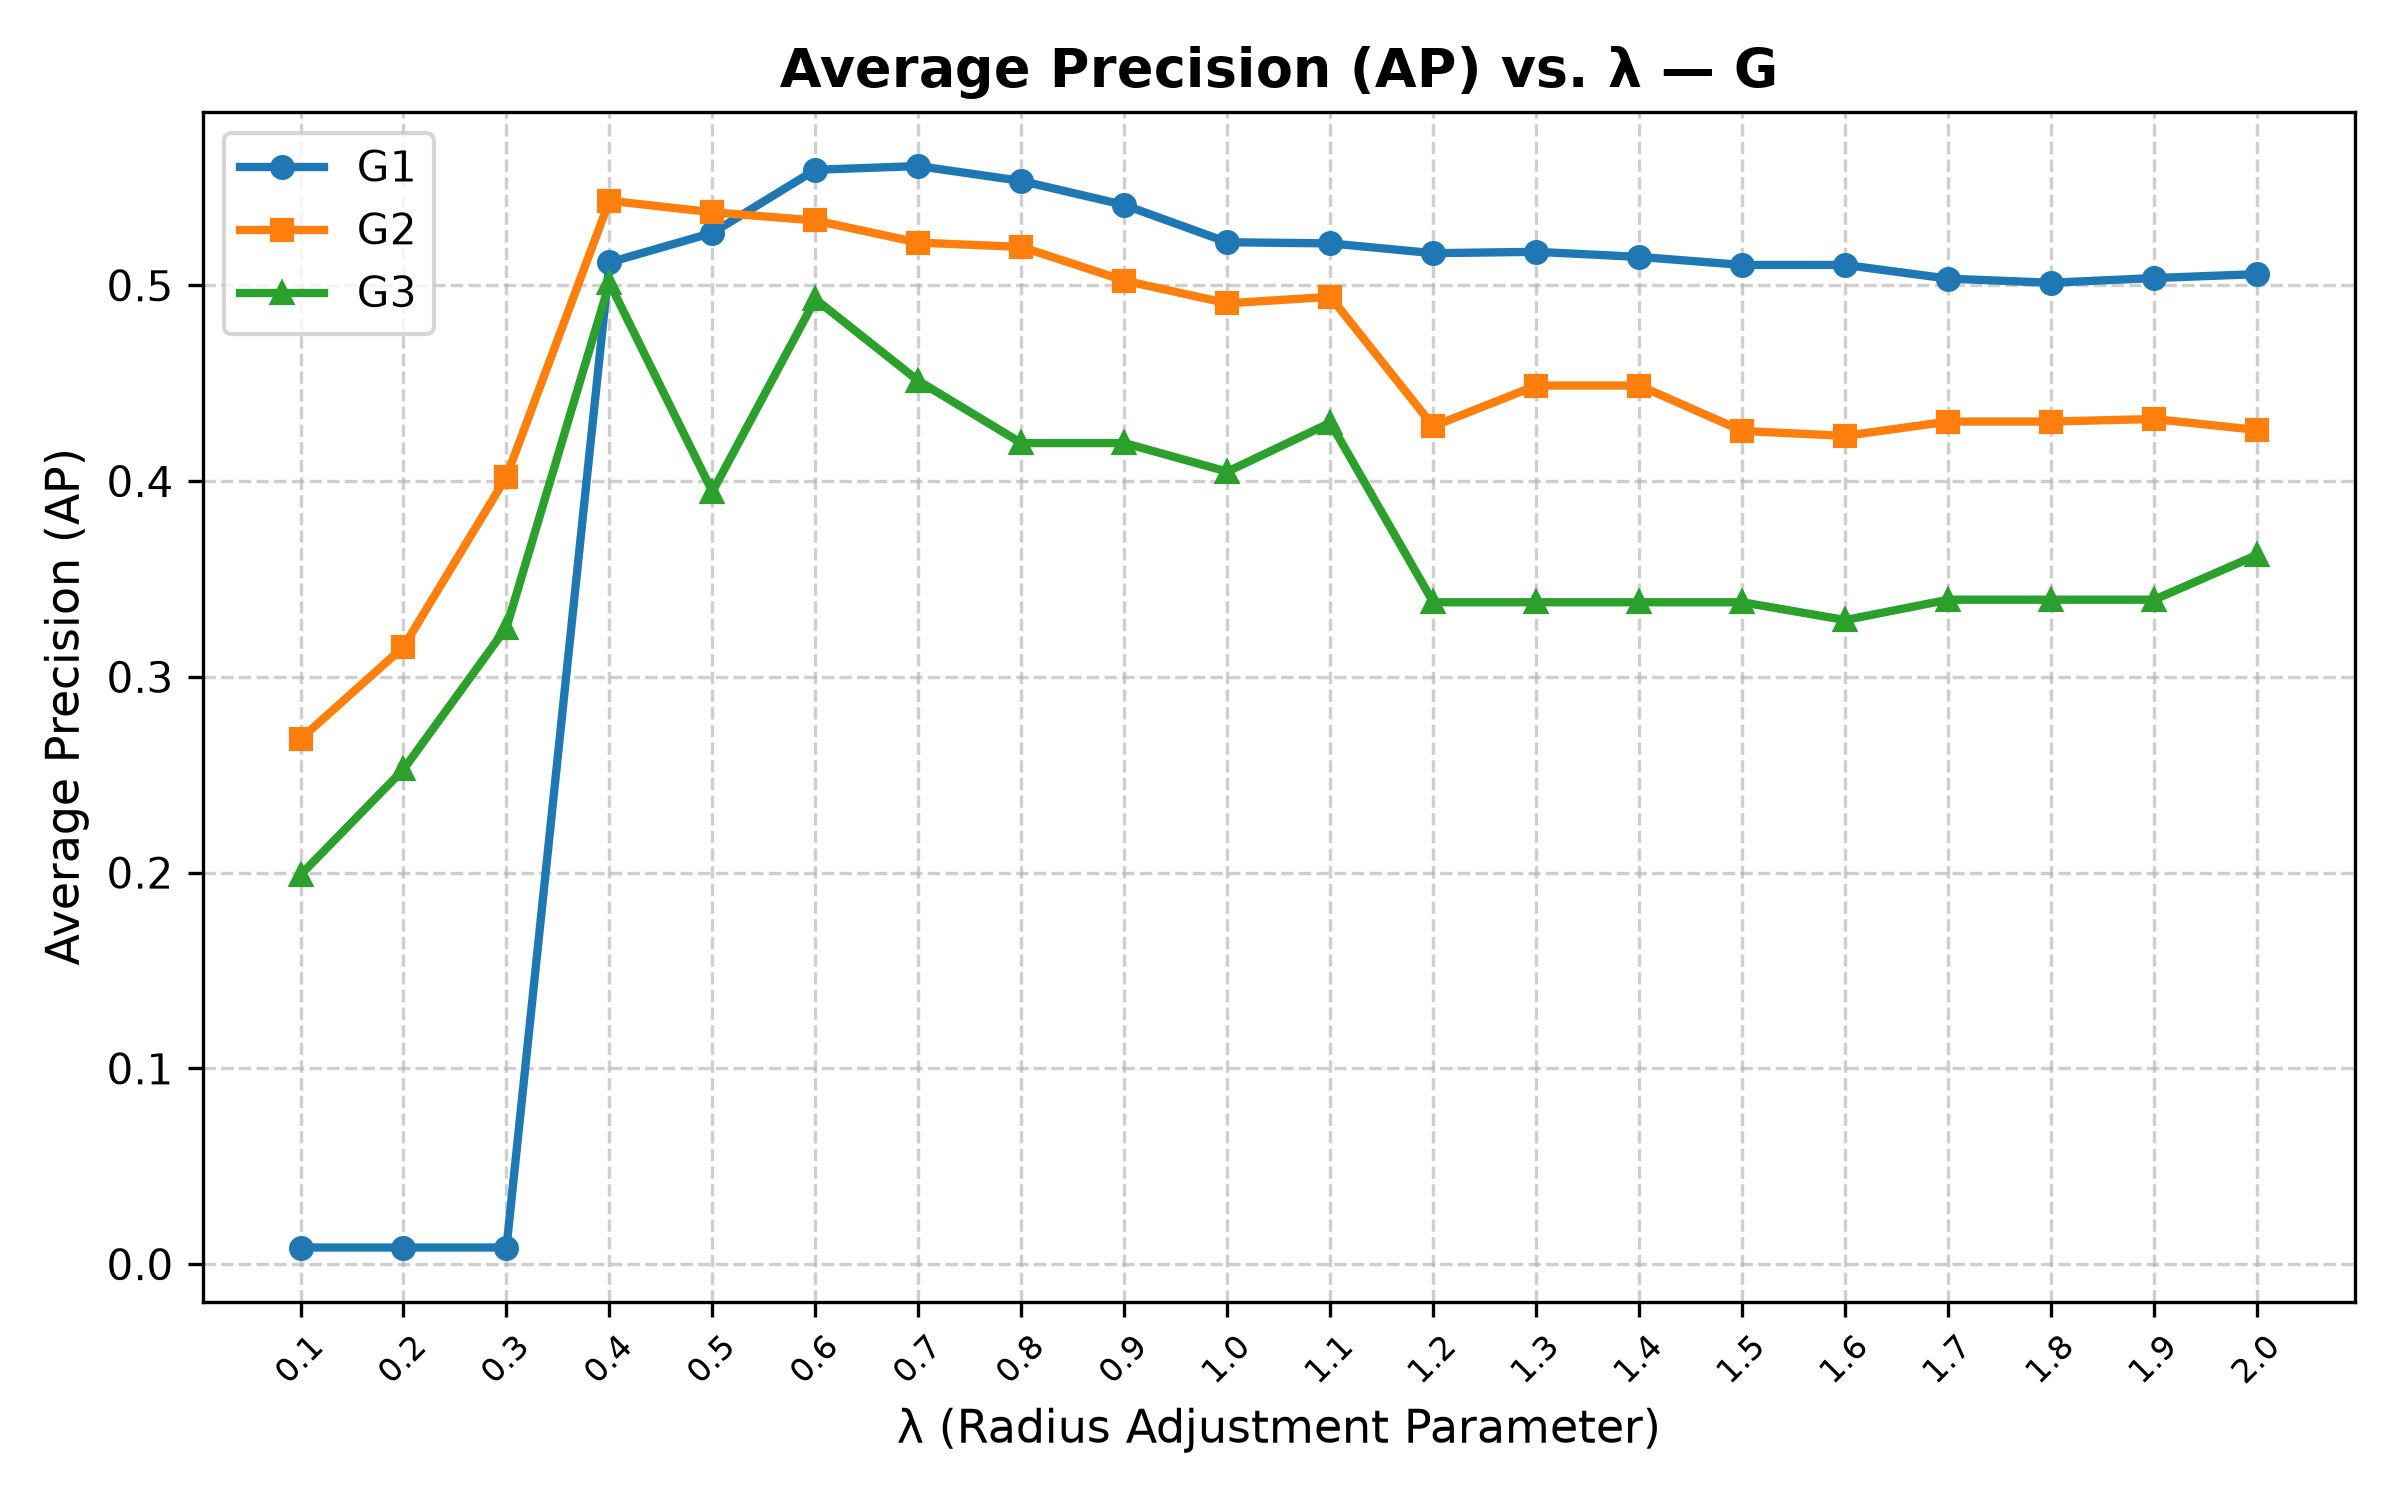 Average Precision (AP) vs. λ — G
G1
G2
G3
Average Precision (AP)
0.5
0.4
0.3
0.2
0.1
0.0
0.1 0.2 0.3 0.4 0.5 0.6 0.7 0.8 0.9 1.0 1.1 1.2 1.3 1.4 1.5 1.6 1.7 1.8 1.9 2.0
λ (Radius Adjustment Parameter)